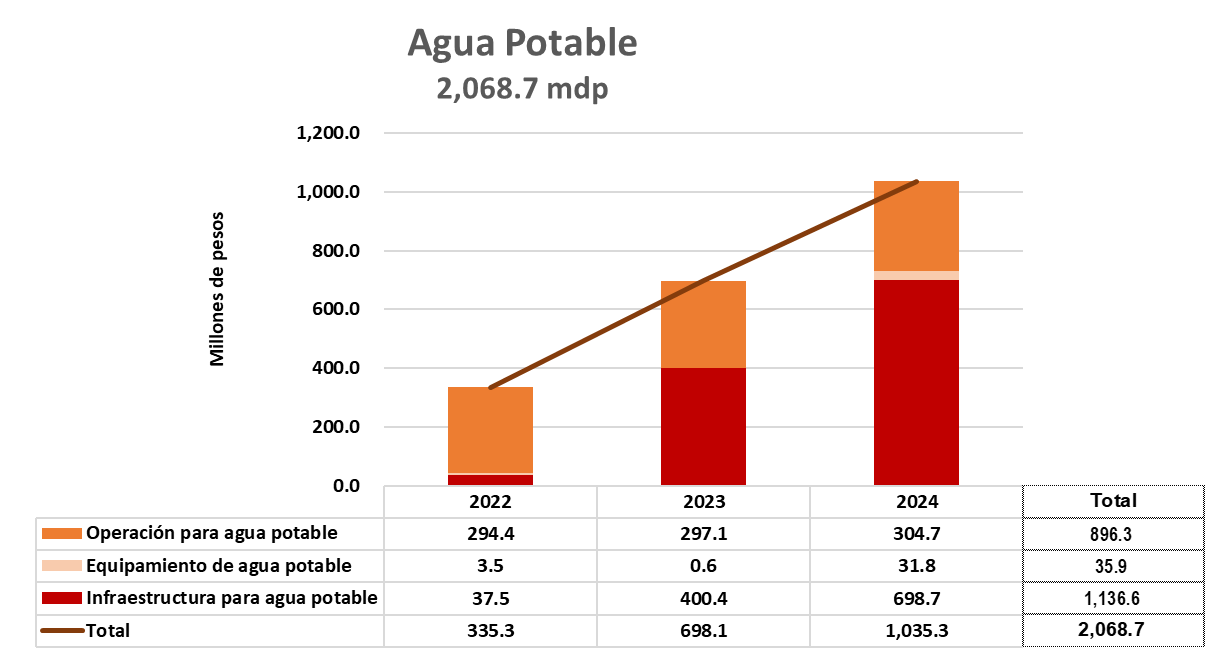 Agua Potable
2,068.7 mdp
Millones de pesos
1,200.0
1,000.0
800.0
600.0
400.0
200.0
0.0
2022 2023 2024 Total
Operación para agua potable 294.4 297.1 304.7 896.3
Equipamiento de agua potable 3.5 0.6 31.8 35.9
Infraestructura para agua potable 37.5 400.4 698.7 1,136.6
Total 335.3 698.1 1,035.3 2,068.7